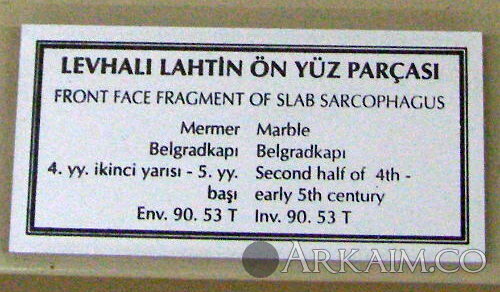 LEVHALI LAHTİN ÖN YÜZ PARÇASI
FRONT FACE FRAGMENT OF SLAB SARCOPHAGUS
Mermer Marble
Belgradkapı Belgradkapı
4. yy. ikinci yarısı - 5. yy. Second half of 4th -
başı early 5th century
Env. 90. 53 T Inv. 90. 53 T
ARKAIM.CO